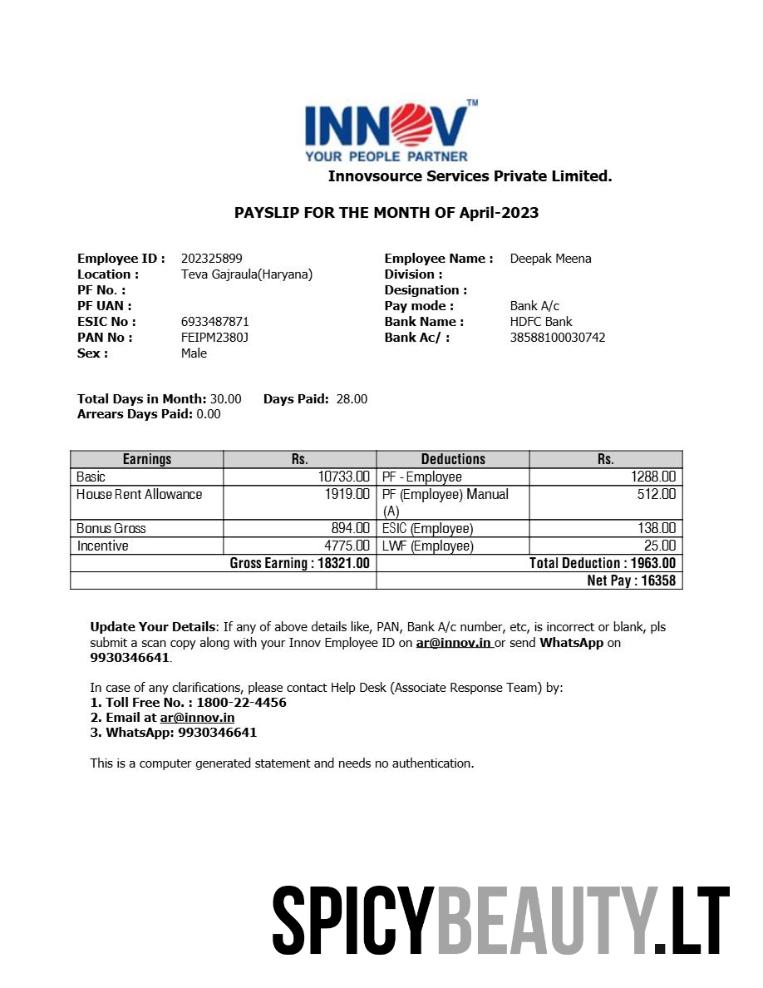 INNOV™
YOUR PEOPLE PARTNER
Innovsource Services Private Limited.
PAYSLIP FOR THE MONTH OF April-2023
Employee ID : 202325899 Employee Name : Deepak Meena
Location : Teva Gajraula(Haryana) Division :
PF No. : Designation :
PF UAN : Pay mode : Bank A/c
ESIC No : 6933487871 Bank Name : HDFC Bank
PAN No : FEIPM2380J Bank Ac/ : 38588100030742
Sex : Male
Total Days in Month: 30.00 Days Paid: 28.00
Arrears Days Paid: 0.00
Earnings Rs. Deductions Rs.
Basic 10733.00 PF - Employee 1288.00
House Rent Allowance 1919.00 PF (Employee) Manual 512.00
(A)
Bonus Gross 894.00 ESIC (Employee) 138.00
Incentive 4775.00 LWF (Employee) 25.00
Gross Earning : 18321.00 Total Deduction : 1963.00
Net Pay : 16358
Update Your Details: If any of above details like, PAN, Bank A/c number, etc, is incorrect or blank, pls
submit a scan copy along with your Innov Employee ID on ar@innov.in or send WhatsApp on
9930346641.
In case of any clarifications, please contact Help Desk (Associate Response Team) by:
1. Toll Free No. : 1800-22-4456
2. Email at ar@innov.in
3. WhatsApp: 9930346641
This is a computer generated statement and needs no authentication.
SPICYBEAUTY.LT